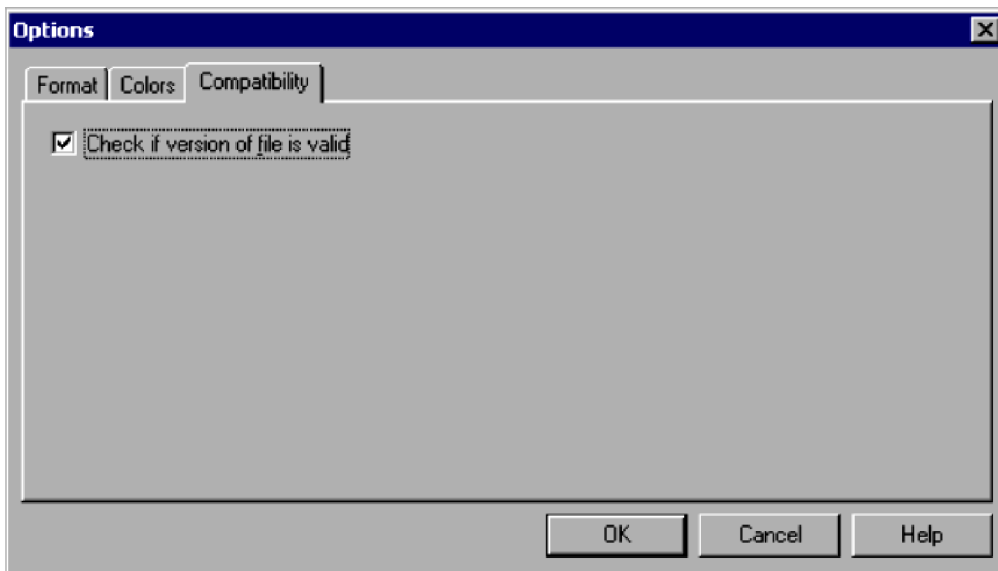 Options
Format Colors Compatibility
Check if version of file is valid
OK Cancel Help